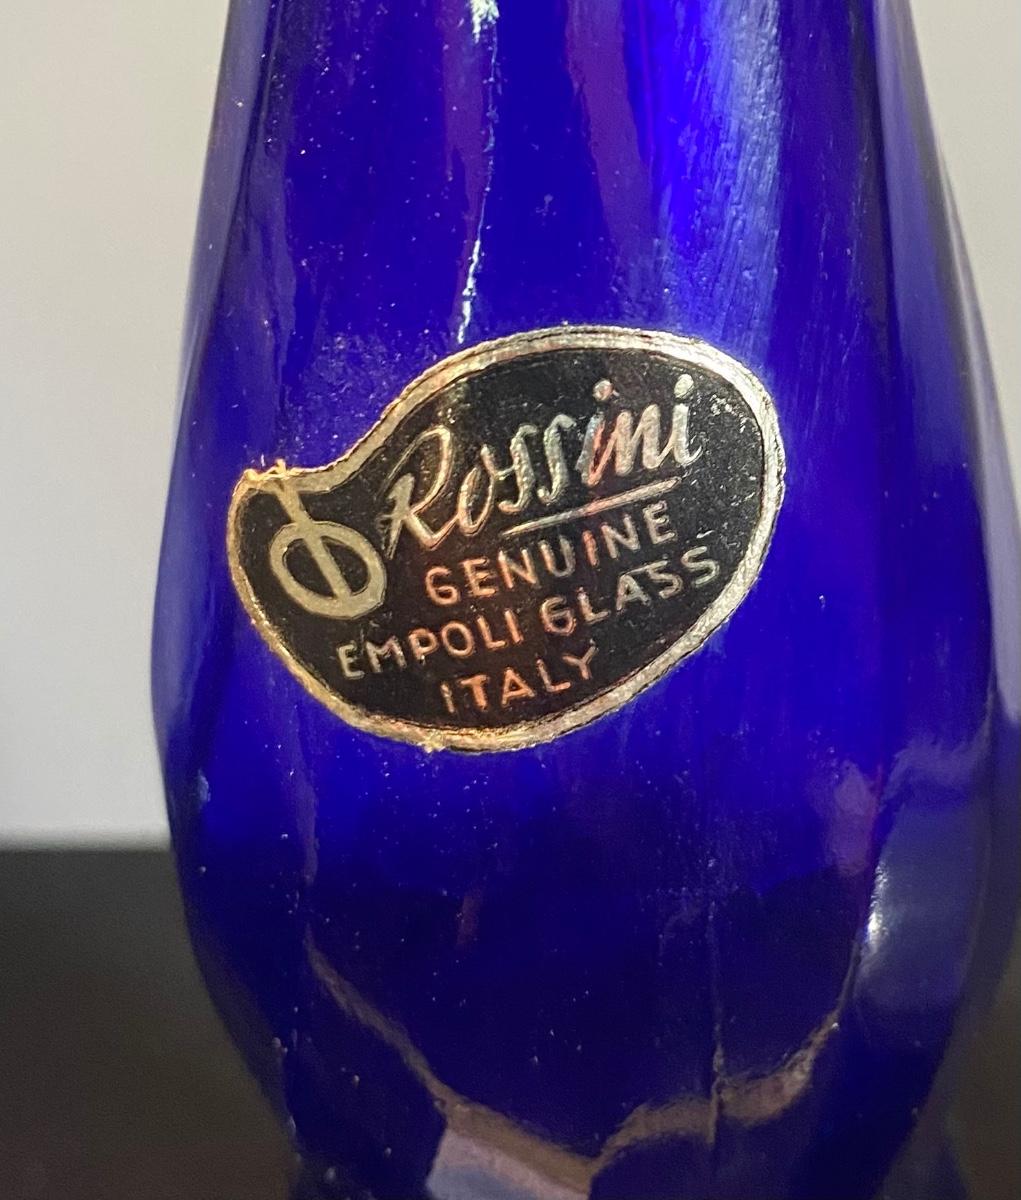 Rossini
GENUINE
EMPOLI GLASS
ITALY